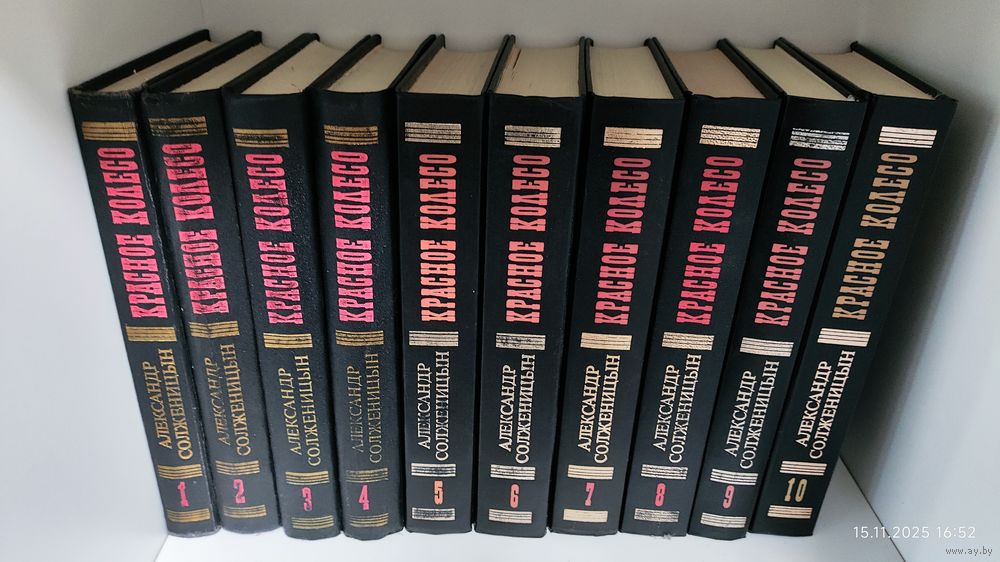 КРАСНОЕ КОЛЕСО
АЛЕКСАНДР
СОЛЖЕНИЦЫН
1
КРАСНОЕ КОЛЕСО
АЛЕКСАНДР
СОЛЖЕНИЦЫН
2
КРАСНОЕ КОЛЕСО
АЛЕКСАНДР
СОЛЖЕНИЦЫН
3
КРАСНОЕ КОЛЕСО
АЛЕКСАНДР
СОЛЖЕНИЦЫН
4
КРАСНОЕ КОЛЕСО
АЛЕКСАНДР
СОЛЖЕНИЦЫН
5
КРАСНОЕ КОЛЕСО
АЛЕКСАНДР
СОЛЖЕНИЦЫН
6
КРАСНОЕ КОЛЕСО
АЛЕКСАНДР
СОЛЖЕНИЦЫН
7
КРАСНОЕ КОЛЕСО
АЛЕКСАНДР
СОЛЖЕНИЦЫН
8
КРАСНОЕ КОЛЕСО
АЛЕКСАНДР
СОЛЖЕНИЦЫН
9
КРАСНОЕ КОЛЕСО
АЛЕКСАНДР
СОЛЖЕНИЦЫН
10
15.11.2025 16:52
www.ay.by